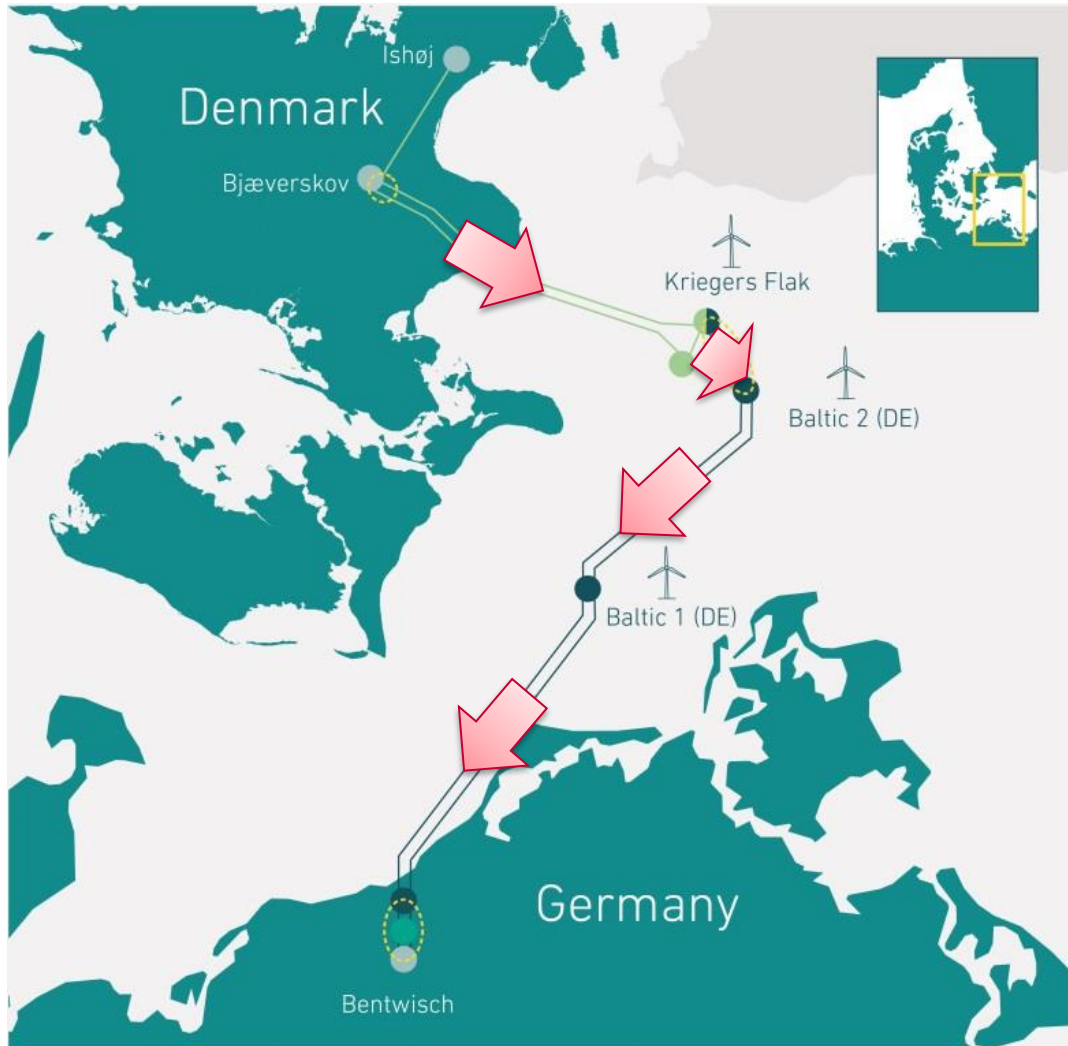 Ishøj
Denmark
Bjæverskov
Kriegers Flak
Baltic 2 (DE)
Baltic 1 (DE)
Germany
Bentwisch